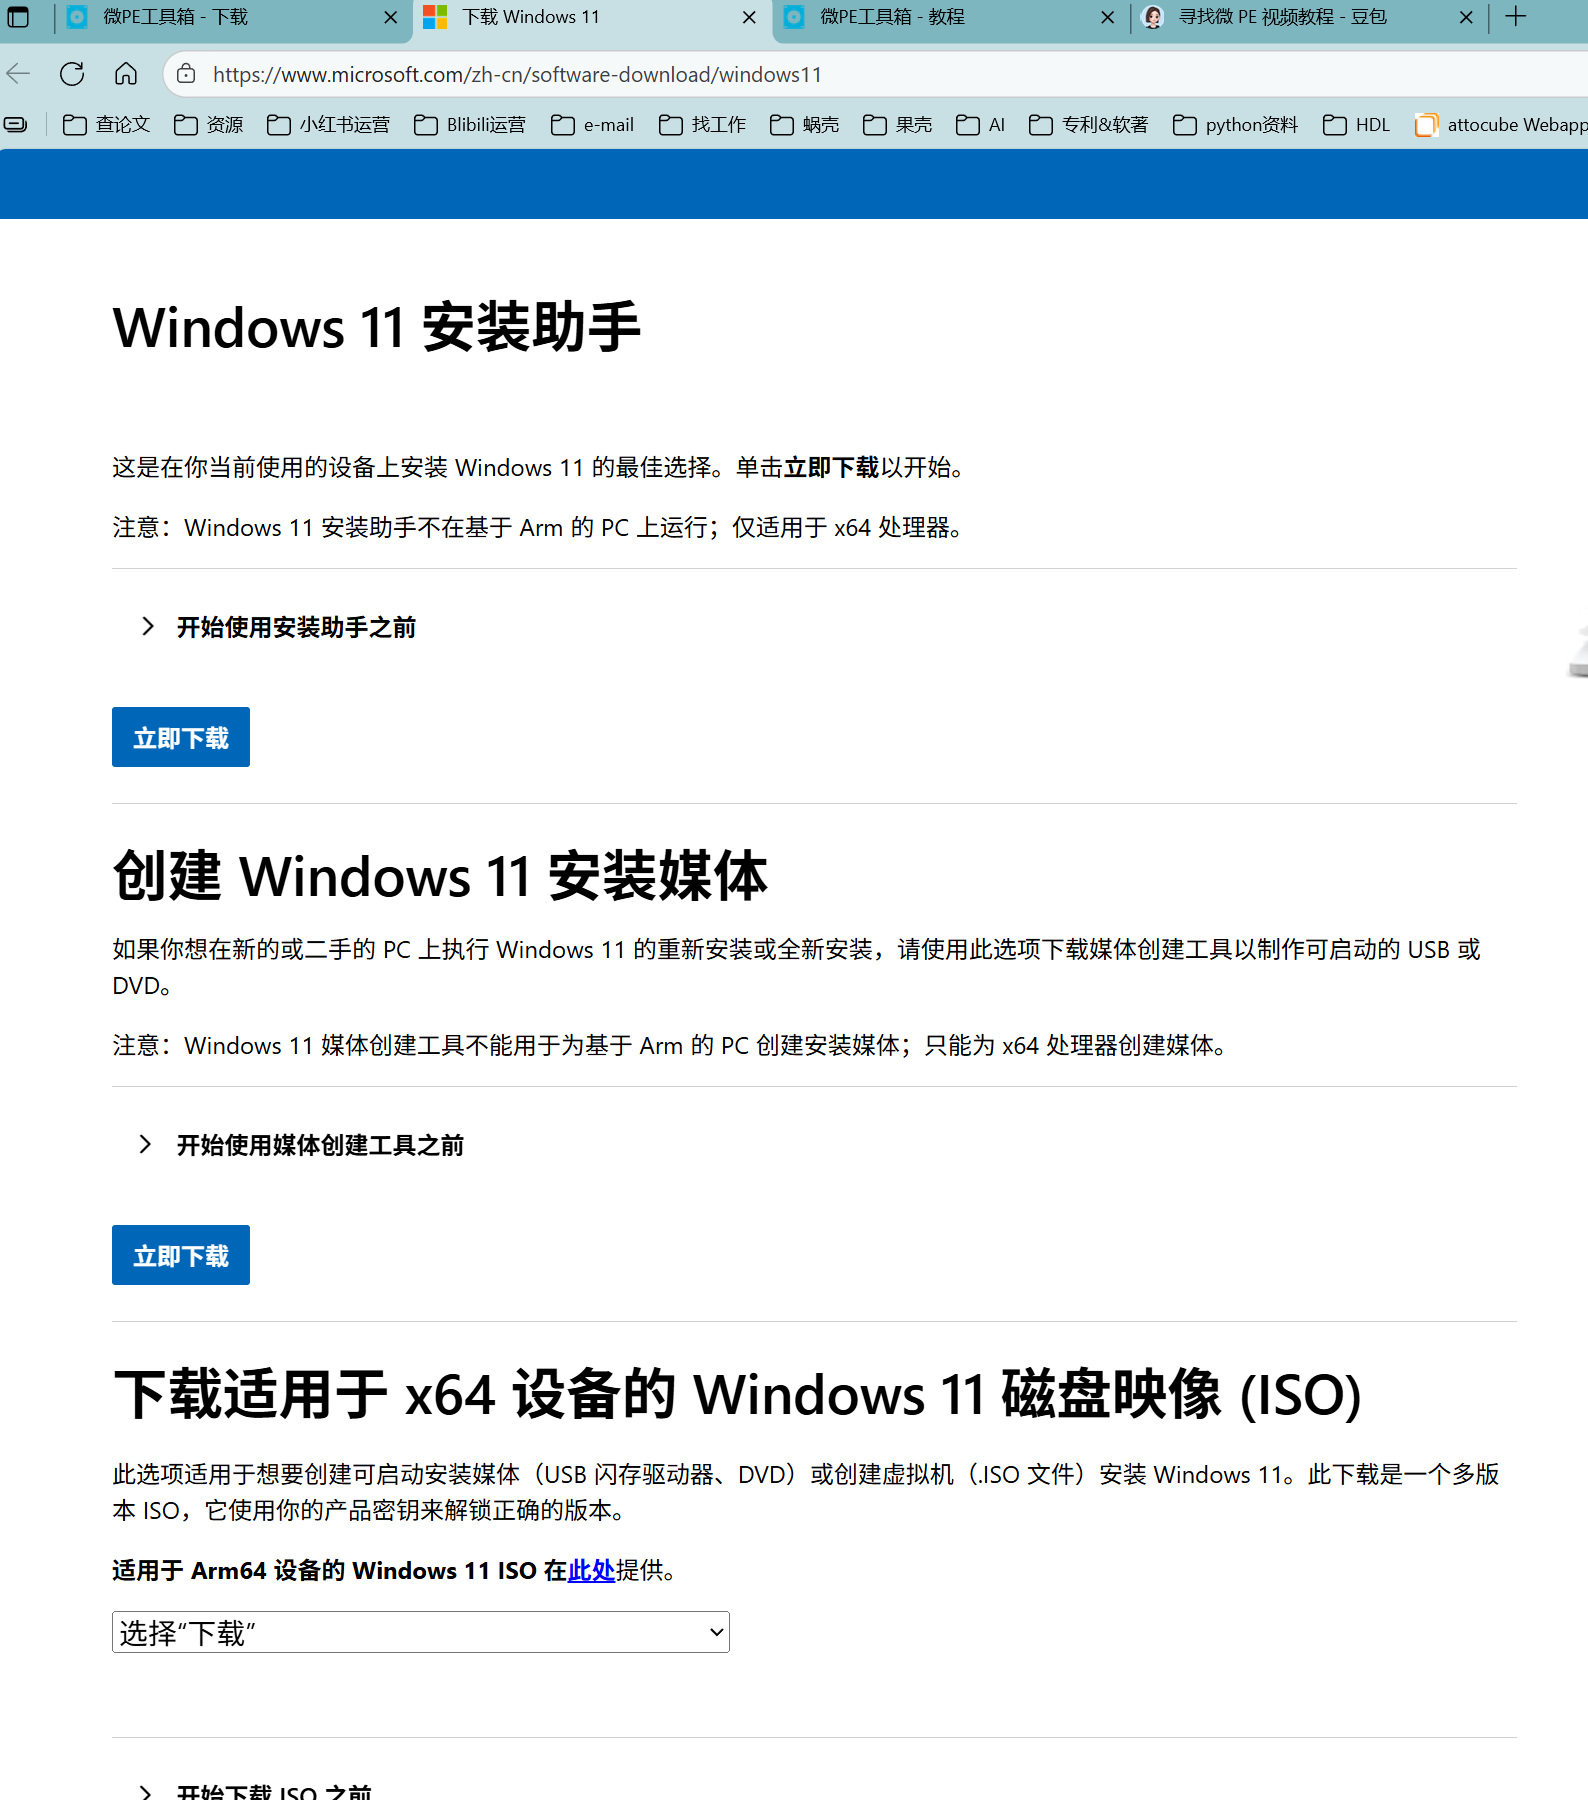 微PE工具箱 - 下载
下载 Windows 11
微PE工具箱 - 教程
寻找微 PE 视频教程 - 豆包
https://www.microsoft.com/zh-cn/software-download/windows11
查论文 资源 小红书运营 Blibili运营 e-mail 找工作 蜗壳 果壳 AI 专利&软著 python资料 HDL attocube Webapp
Windows 11 安装助手
这是在你当前使用的设备上安装 Windows 11 的最佳选择。单击立即下载以开始。
注意：Windows 11 安装助手不在基于 Arm 的 PC 上运行；仅适用于 x64 处理器。
开始使用安装助手之前
立即下载
创建 Windows 11 安装媒体
如果你想在新的或二手的 PC 上执行 Windows 11 的重新安装或全新安装，请使用此选项下载媒体创建工具以制作可启动的 USB 或
DVD。
注意：Windows 11 媒体创建工具不能用于为基于 Arm 的 PC 创建安装媒体；只能为 x64 处理器创建媒体。
开始使用媒体创建工具之前
立即下载
下载适用于 x64 设备的 Windows 11 磁盘映像 (ISO)
此选项适用于想要创建可启动安装媒体（USB 闪存驱动器、DVD）或创建虚拟机（.ISO 文件）安装 Windows 11。此下载是一个多版
本 ISO，它使用你的产品密钥来解锁正确的版本。
适用于 Arm64 设备的 Windows 11 ISO 在此处提供。
选择“下载”
开始下载 ISO 之前